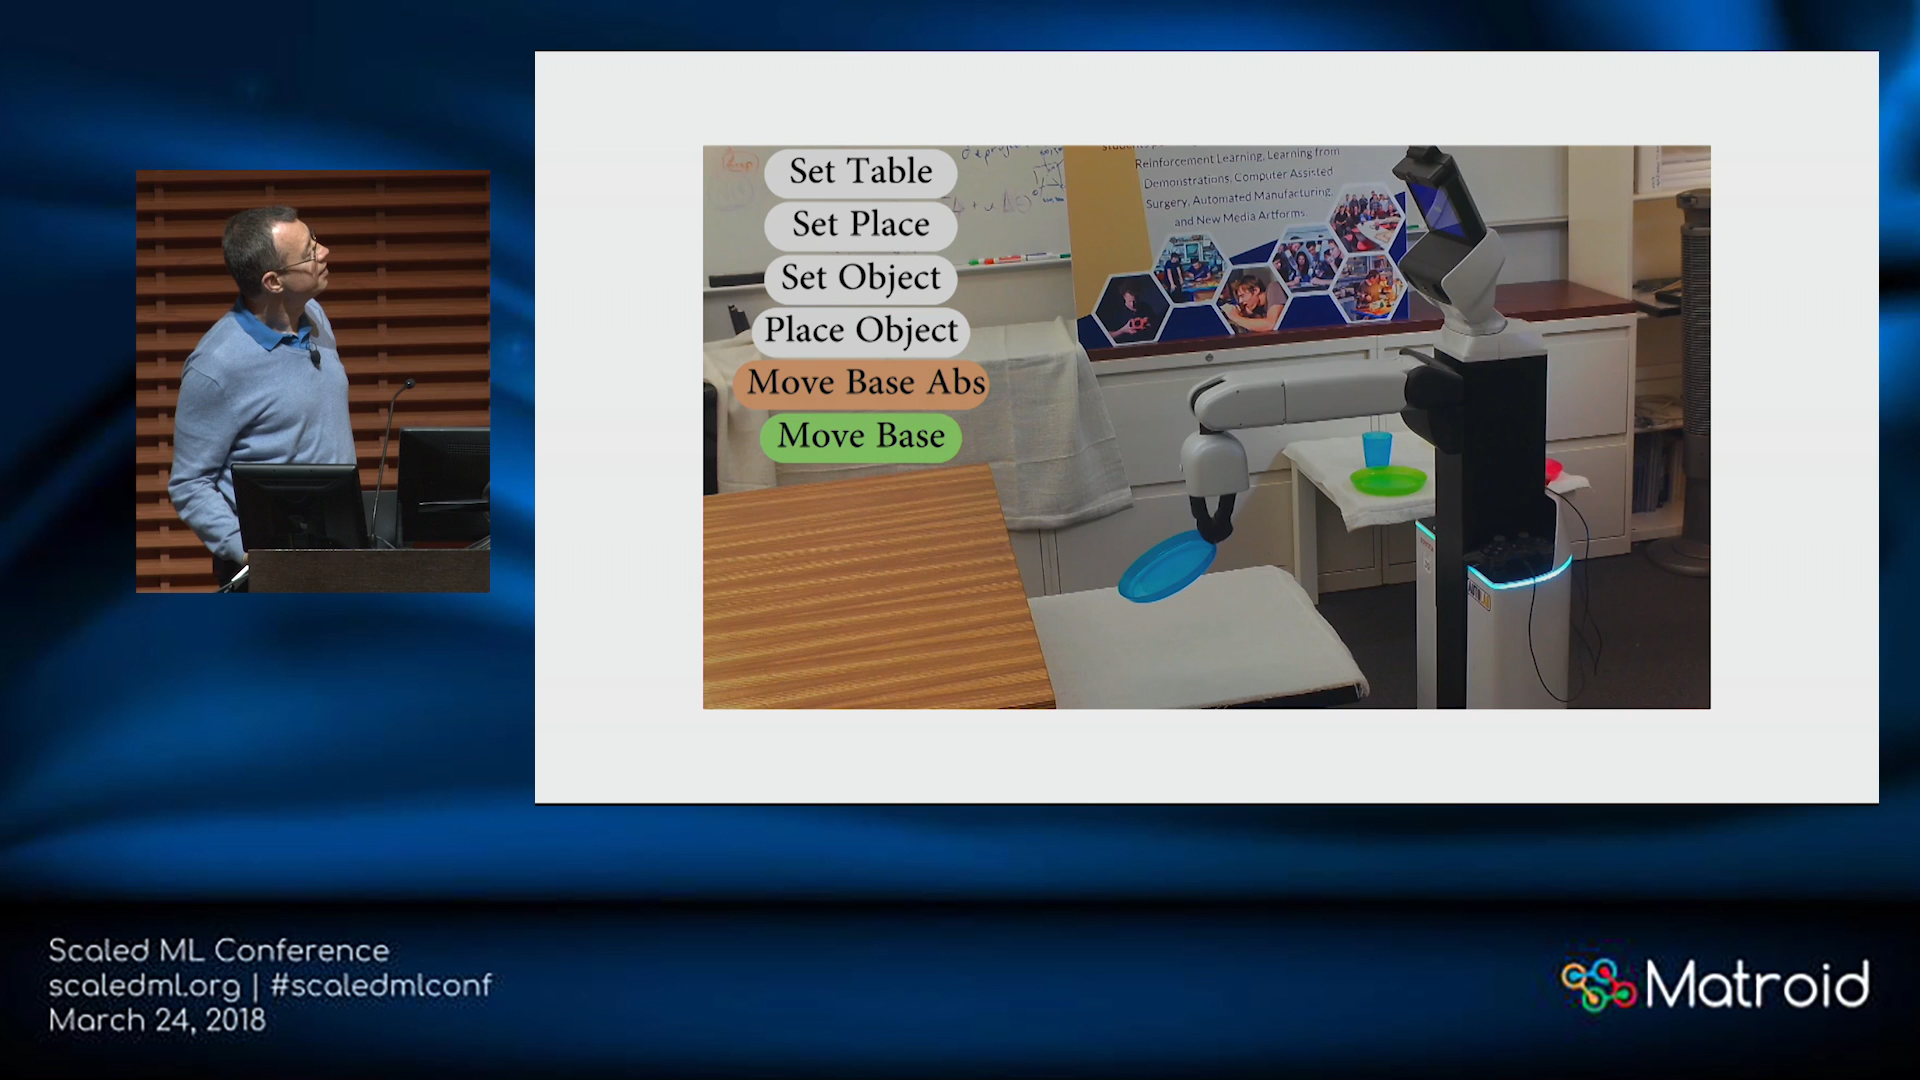 Set Table
Set Place
Set Object
Place Object
Move Base Abs
Move Base
Reinforcement Learning, Learning from
Demonstrations, Computer Assisted
Surgery, Automated Manufacturing,
and New Media Artforms
Scaled ML Conference
scaledml.org | #scaledmlconf
March 24, 2018
Matroid